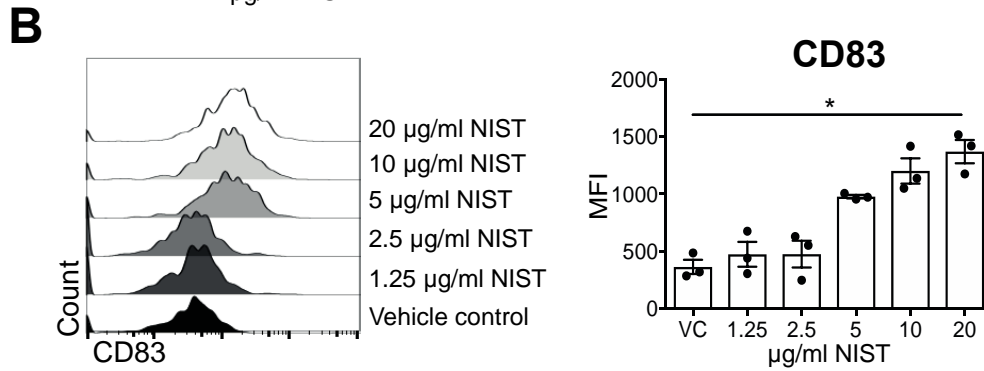 B
Count
20 µg/ml NIST
10 µg/ml NIST
5 µg/ml NIST
2.5 µg/ml NIST
1.25 µg/ml NIST
Vehicle control
CD83
CD83
MFI
2000
1500
1000
500
0
*
VC 1.25 2.5 5 10 20
µg/ml NIST